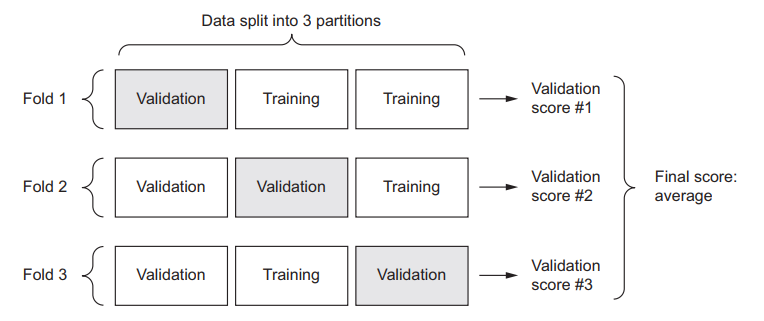 Data split into 3 partitions
Fold 1
Validation
Training
Training
Validation
score #1
Fold 2
Validation
Validation
Training
Validation
score #2
Final score:
average
Fold 3
Validation
Training
Validation
Validation
score #3